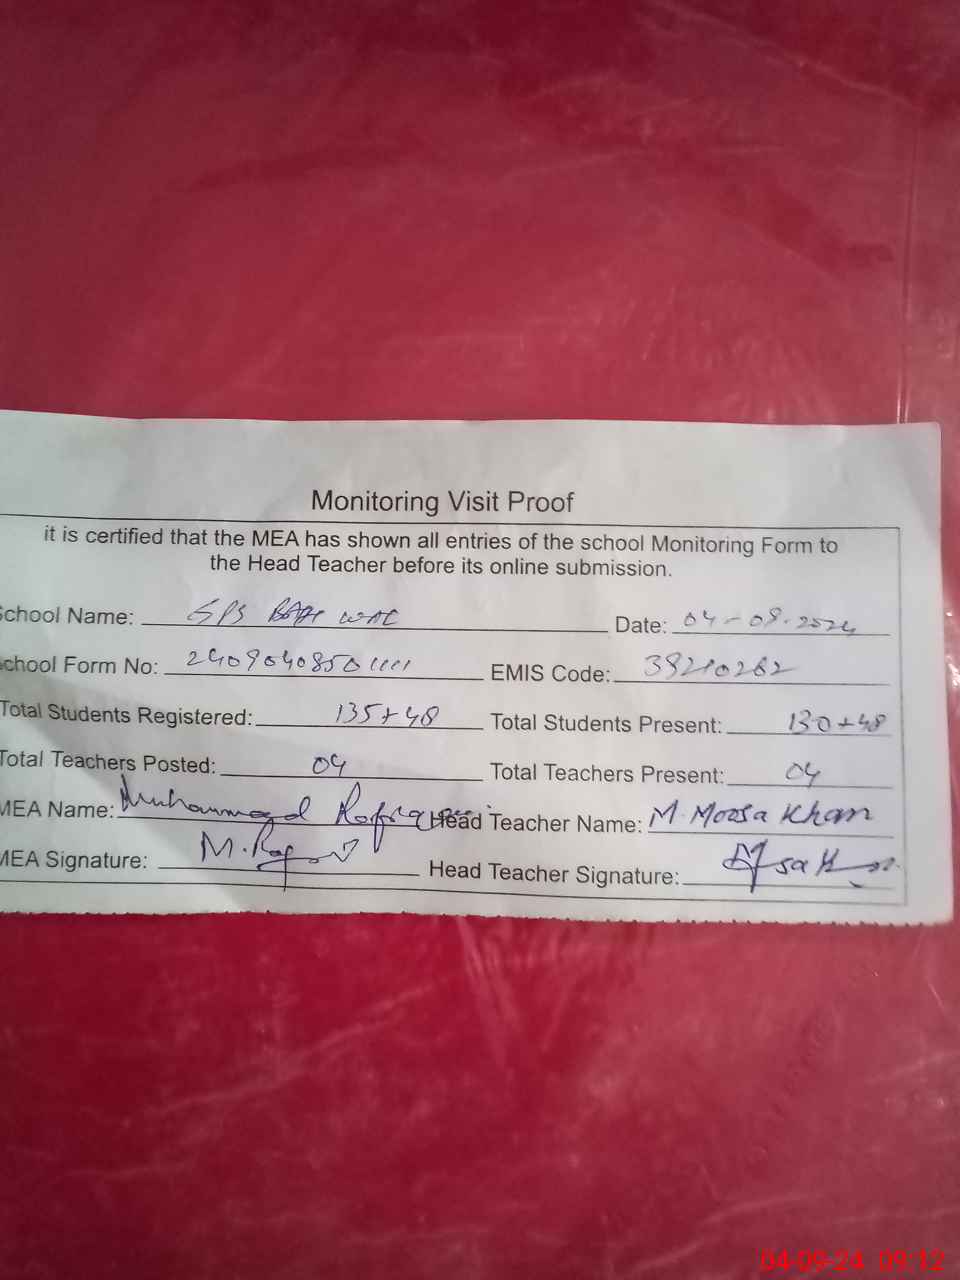 Monitoring Visit Proof
it is certified that the MEA has shown all entries of the school Monitoring Form to
the Head Teacher before its online submission.
School Name: GPS Date: 04-09-2024
School Form No: EMIS Code: 38210262
Total Students Registered: 135+48 Total Students Present: 130+48
Total Teachers Posted: 04 Total Teachers Present: 04
MEA Name: Muhammad Head Teacher Name: M. Moosa Khan
MEA Signature: Head Teacher Signature:
04-09-24 09:12